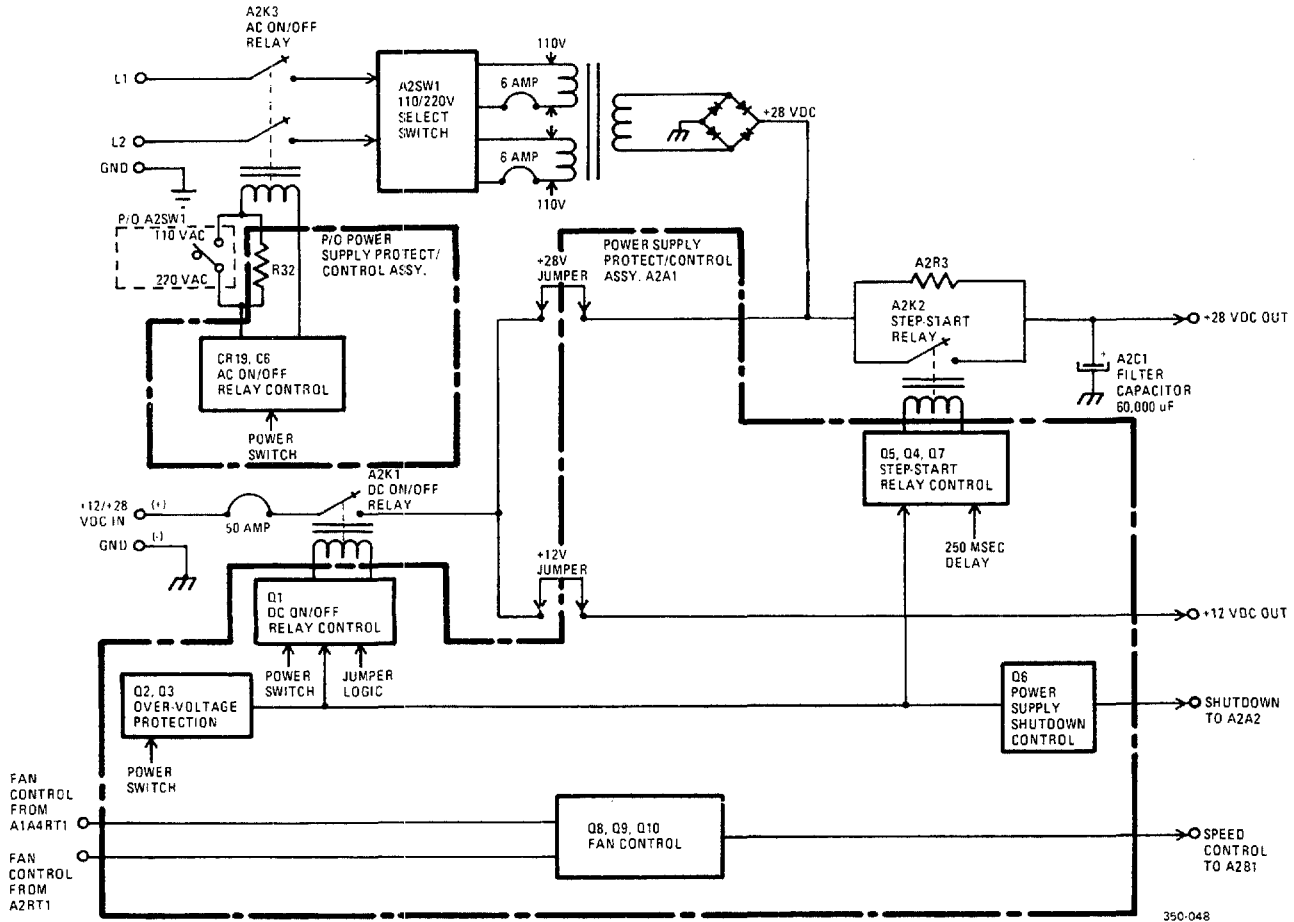 A2K3
AC ON/OFF
RELAY
L1
L2
GND
A2SW1
110/220V
SELECT
SWITCH
110V
6 AMP
6 AMP
110V
+28 VDC
P/O A2SW1
110 VAC
220 VAC
R32
P/O POWER
SUPPLY PROTECT/
CONTROL ASSY.
CR19, C6
AC ON/OFF
RELAY CONTROL
POWER
SWITCH
POWER SUPPLY
PROTECT/CONTROL
ASSY. A2A1
+28V
JUMPER
A2R3
A2K2
STEP-START
RELAY
+28 VDC OUT
+
A2C1
FILTER
CAPACITOR
60,000 uF
Q5, Q4, Q7
STEP-START
RELAY CONTROL
250 MSEC
DELAY
A2K1
DC ON/OFF
RELAY
+12/+28
VDC IN
(+)
50 AMP
GND
(-)
+12V
JUMPER
+12 VDC OUT
Q1
DC ON/OFF
RELAY CONTROL
POWER
SWITCH
JUMPER
LOGIC
Q2, Q3
OVER-VOLTAGE
PROTECTION
POWER
SWITCH
Q6
POWER
SUPPLY
SHUTDOWN
CONTROL
SHUTDOWN
TO A2A2
FAN
CONTROL
FROM
A1A4RT1
FAN
CONTROL
FROM
A2RT1
Q8, Q9, Q10
FAN CONTROL
SPEED
CONTROL
TO A2B1
350-048